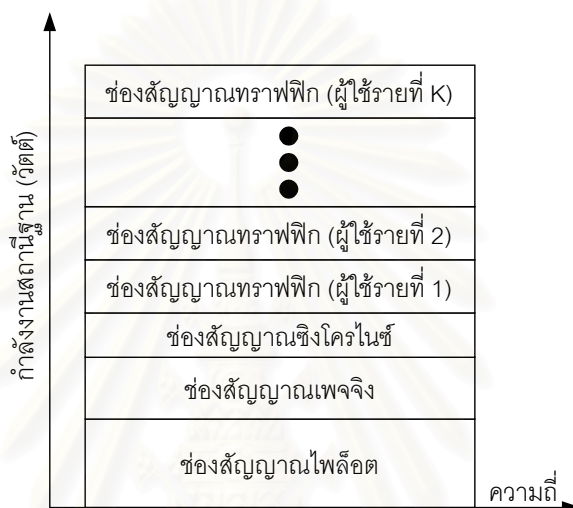 กำลังงานสถานีฐาน (วัตต์)
ช่องสัญญาณทราฟฟิก (ผู้ใช้รายที่ K)
ช่องสัญญาณทราฟฟิก (ผู้ใช้รายที่ 2)
ช่องสัญญาณทราฟฟิก (ผู้ใช้รายที่ 1)
ช่องสัญญาณซิงโครไนซ์
ช่องสัญญาณเพจจิง
ช่องสัญญาณไพล็อต
ความถี่